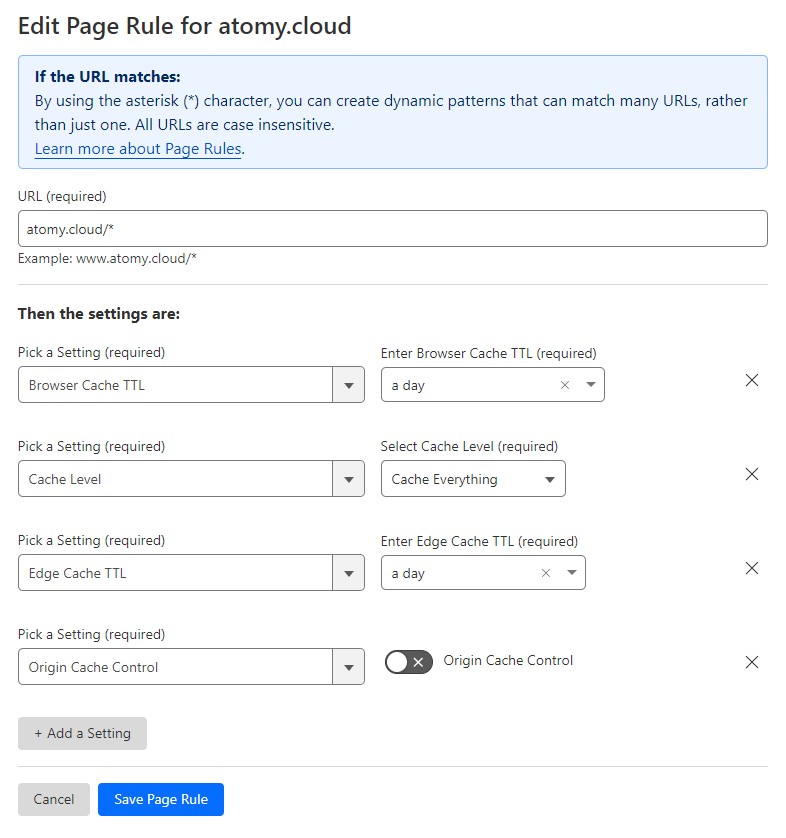 Edit Page Rule for atomy.cloud
If the URL matches:
By using the asterisk (*) character, you can create dynamic patterns that can match many URLs, rather
than just one. All URLs are case insensitive.
Learn more about Page Rules.
URL (required)
atomy.cloud/*
Example: www.atomy.cloud/*
Then the settings are:
Pick a Setting (required)
Enter Browser Cache TTL (required)
Browser Cache TTL
a day
Pick a Setting (required)
Select Cache Level (required)
Cache Level
Cache Everything
Pick a Setting (required)
Enter Edge Cache TTL (required)
Edge Cache TTL
a day
Pick a Setting (required)
Origin Cache Control
Origin Cache Control
+ Add a Setting
Cancel
Save Page Rule